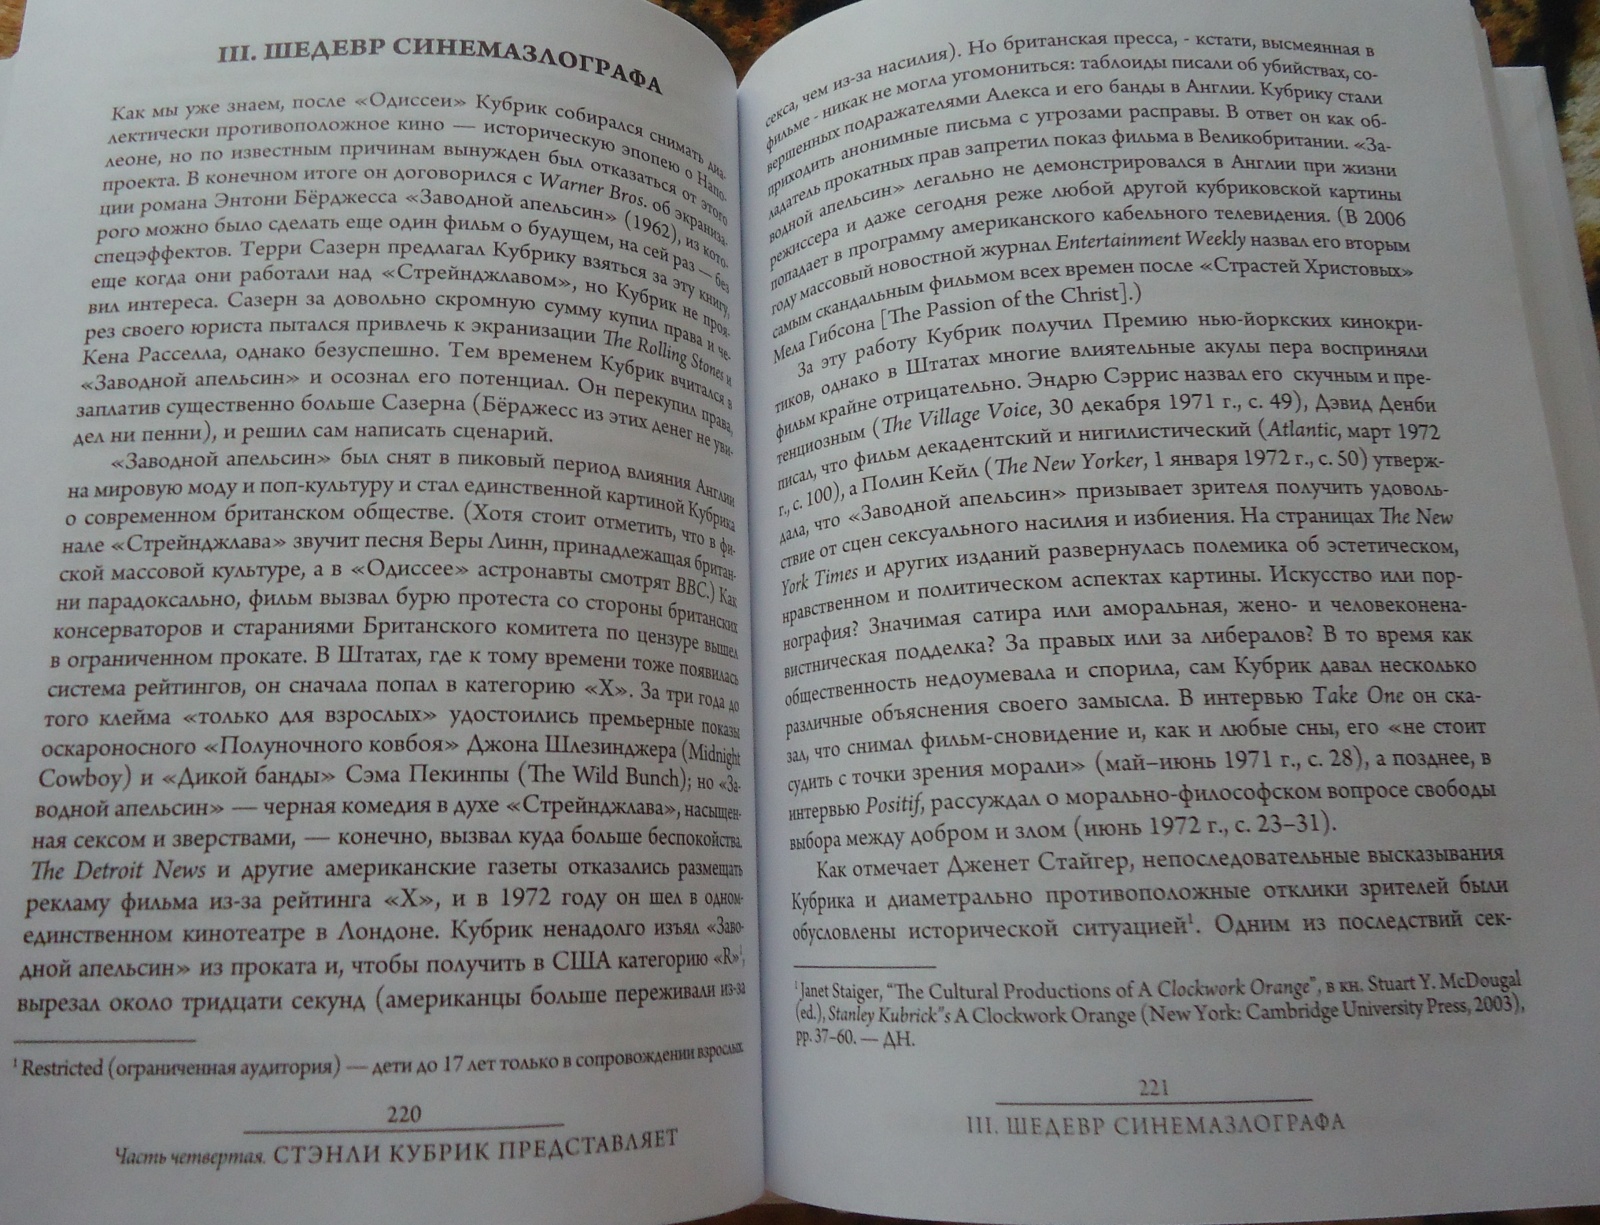 III. ШЕДЕВР СИНЕМАЗЛОГРАФА
Как мы уже знаем, после «Одиссеи» Кубрик собирался снимать диа-
лектически противоположное кино — историческую эпопею о Напо-
леоне, но по известным причинам вынужден был отказаться от этого
проекта. В конечном итоге он договорился с Warner Bros. об экраниза-
ции романа Энтони Бёрджесса «Заводной апельсин» (1962), из кото-
рого можно было сделать еще один фильм о будущем, на сей раз — без
спецэффектов. Терри Сазерн предлагал Кубрику взяться за эту книгу,
еще когда они работали над «Стрейнджлавом», но Кубрик не проя-
вил интереса. Сазерн за довольно скромную сумму купил права и че-
рез своего юриста пытался привлечь к экранизации The Rolling Stones и
Кена Расселла, однако безуспешно. Тем временем Кубрик вчитался в
«Заводной апельсин» и осознал его потенциал. Он перекупил права,
заплатив существенно больше Сазерна (Бёрджесс из этих денег не уви-
дел ни пенни), и решил сам написать сценарий.
«Заводной апельсин» был снят в пиковый период влияния Англии
на мировую моду и поп-культуру и стал единственной картиной Кубрика
о современном британском обществе. (Хотя стоит отметить, что в фи-
нале «Стрейнджлава» звучит песня Веры Линн, принадлежащая британ-
ской массовой культуре, а в «Одиссее» астронавты смотрят BBC.) Как
ни парадоксально, фильм вызвал бурю протеста со стороны британских
консерваторов и стараниями Британского комитета по цензуре вышел
в ограниченном прокате. В Штатах, где к тому времени тоже появилась
система рейтингов, он сначала попал в категорию «X». За три года до
того клейма «только для взрослых» удостоились премьерные показы
оскароносного «Полуночного ковбоя» Джона Шлезинджера (Midnight
Cowboy) и «Дикой банды» Сэма Пекинпы (The Wild Bunch); но «За-
водной апельсин» — черная комедия в духе «Стрейнджлава», насыщен-
ная сексом и зверствами, — конечно, вызвал куда больше беспокойства.
The Detroit News и другие американские газеты отказались размещать
рекламу фильма из-за рейтинга «X», и в 1972 году он шел в одном-
единственном кинотеатре в Лондоне. Кубрик ненадолго изъял «Заво-
дной апельсин» из проката и, чтобы получить в США категорию «R»¹,
вырезал около тридцати секунд (американцы больше переживали из-за
¹ Restricted (ограниченная аудитория) — дети до 17 лет только в сопровождении взрослых
220
Часть четвертая. СТЭНЛИ КУБРИК ПРЕДСТАВЛЯЕТ
секса, чем из-за насилия). Но британская пресса, - кстати, высмеянная в
фильме - никак не могла угомониться: таблоиды писали об убийствах, со-
вершенных подражателями Алекса и его банды в Англии. Кубрику стали
приходить анонимные письма с угрозами расправы. В ответ он как об-
ладатель прокатных прав запретил показ фильма в Великобритании. «За-
водной апельсин» легально не демонстрировался в Англии при жизни
режиссера и даже сегодня реже любой другой кубриковской картины
попадает в программу американского кабельного телевидения. (В 2006
году массовый новостной журнал Entertainment Weekly назвал его вторым
самым скандальным фильмом всех времен после «Страстей Христовых»
Мела Гибсона [The Passion of the Christ].)
За эту работу Кубрик получил Премию нью-йоркских кинокри-
тиков, однако в Штатах многие влиятельные акулы пера восприняли
фильм крайне отрицательно. Эндрю Сэррис назвал его скучным и пре-
тенциозным (The Village Voice, 30 декабря 1971 г., с. 49), Дэвид Денби
писал, что фильм декадентский и нигилистический (Atlantic, март 1972
г., с. 100), а Полин Кейл (The New Yorker, 1 января 1972 г., с. 50) утверж-
дала, что «Заводной апельсин» призывает зрителя получить удоволь-
ствие от сцен сексуального насилия и избиения. На страницах The New
York Times и других изданий развернулась полемика об эстетическом,
нравственном и политическом аспектах картины. Искусство или пор-
нография? Значимая сатира или аморальная, жено- и человеконена-
вистническая подделка? За правых или за либералов? В то время как
общественность недоумевала и спорила, сам Кубрик давал несколько
различные объяснения своего замысла. В интервью Take One он ска-
зал, что снимал фильм-сновидение и, как и любые сны, его «не стоит
судить с точки зрения морали» (май–июнь 1971 г., с. 28), а позднее, в
интервью Positif, рассуждал о морально-философском вопросе свободы
выбора между добром и злом (июнь 1972 г., с. 23–31).
Как отмечает Дженет Стайгер, непоследовательные высказывания
Кубрика и диаметрально противоположные отклики зрителей были
обусловлены исторической ситуацией¹. Одним из последствий сек-
¹ Janet Staiger, “The Cultural Productions of A Clockwork Orange”, в кн. Stuart Y. McDougal
(ed.), Stanley Kubrick"s A Clockwork Orange (New York: Cambridge University Press, 2003),
pp. 37–60. — ДН.
221
III. ШЕДЕВР СИНЕМАЗЛОГРАФА